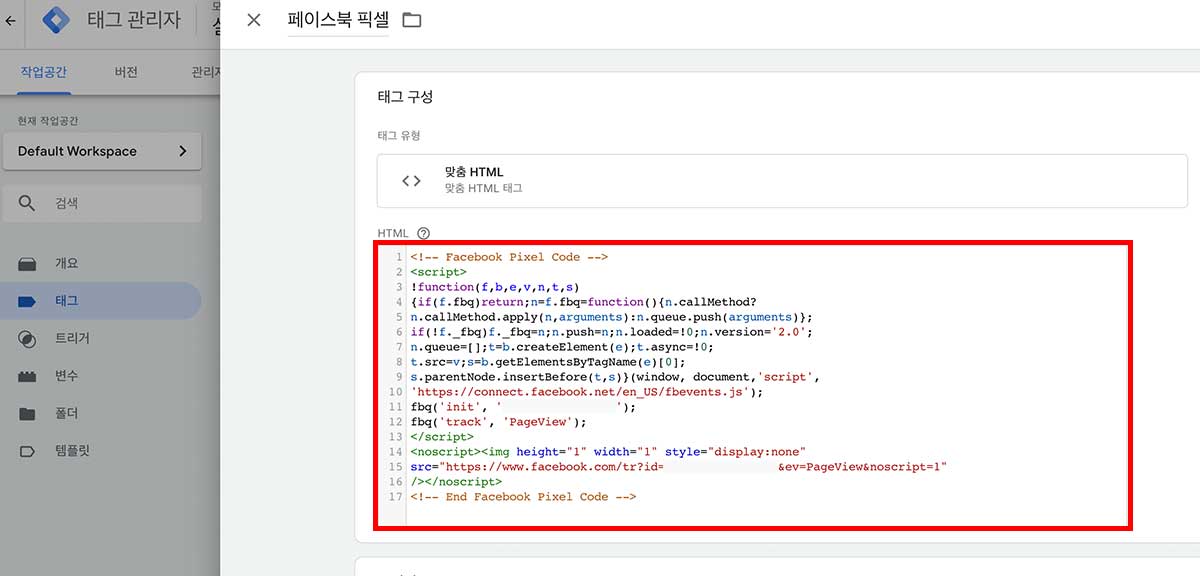 태그 관리자
페이스북 픽셀
작업공간
버전
관리자
현재 작업공간
Default Workspace
검색
개요
태그
트리거
변수
폴더
템플릿
태그 구성
태그 유형
맞춤 HTML
맞춤 HTML 태그
HTML
1 <!-- Facebook Pixel Code -->
2 <script>
3 !function(f,b,e,v,n,t,s)
4 {if(f.fbq)return;n=f.fbq=function(){n.callMethod?
5 n.callMethod.apply(n,arguments):n.queue.push(arguments)};
6 if(!f._fbq)f._fbq=n;n.push=n;n.loaded=!0;n.version='2.0';
7 n.queue=[];t=b.createElement(e);t.async=!0;
8 t.src=v;s=b.getElementsByTagName(e)[0];
9 s.parentNode.insertBefore(t,s)}(window, document,'script',
10 'https://connect.facebook.net/en_US/fbevents.js');
11 fbq('init', ' ');
12 fbq('track', 'PageView');
13 </script>
14 <noscript><img height="1" width="1" style="display:none"
15 src="https://www.facebook.com/tr?id= &ev=PageView&noscript=1"
16 /></noscript>
17 <!-- End Facebook Pixel Code -->